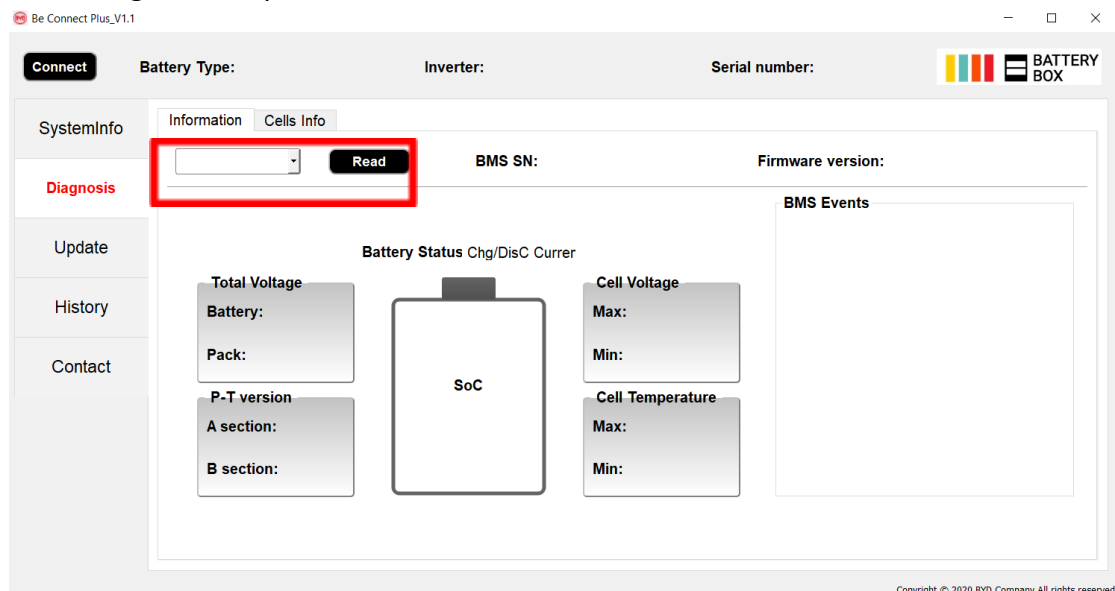 Be Connect Plus_V1.1
Connect
Battery Type:
Inverter:
Serial number:
BATTERY
BOX
SystemInfo
Diagnosis
Update
History
Contact
Information
Cells Info
Read
BMS SN:
Firmware version:
BMS Events
Battery Status Chg/DisC Currer
Total Voltage
Battery:
Pack:
P-T version
A section:
B section:
SoC
Cell Voltage
Max:
Min:
Cell Temperature
Max:
Min:
Copyright © 2020 BYD Company All rights reserved